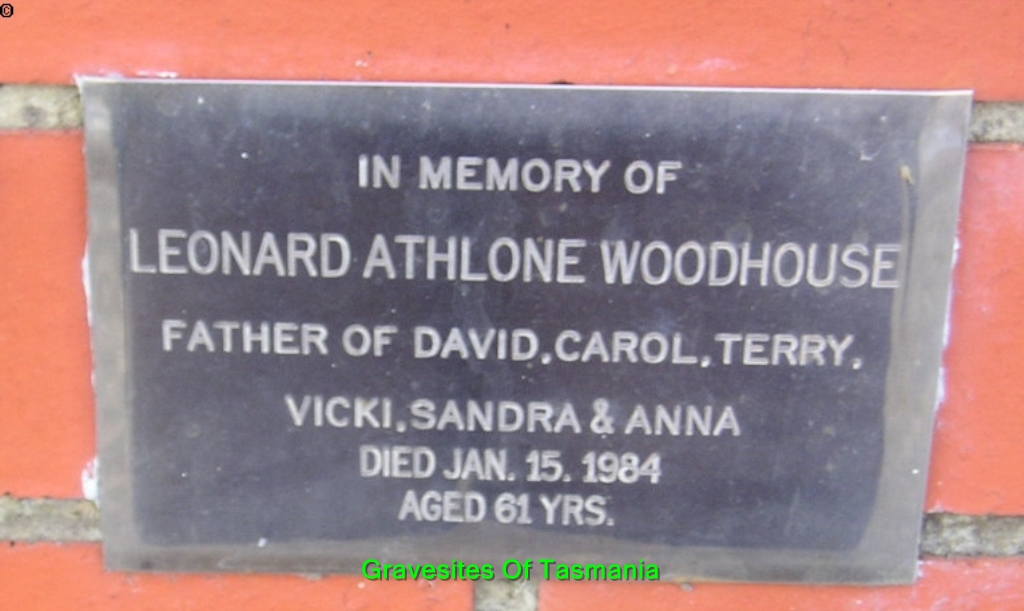 ©
IN MEMORY OF
LEONARD ATHLONE WOODHOUSE
FATHER OF DAVID, CAROL, TERRY,
VICKI, SANDRA & ANNA
DIED JAN. 15. 1984
AGED 61 YRS.
Gravesites Of Tasmania